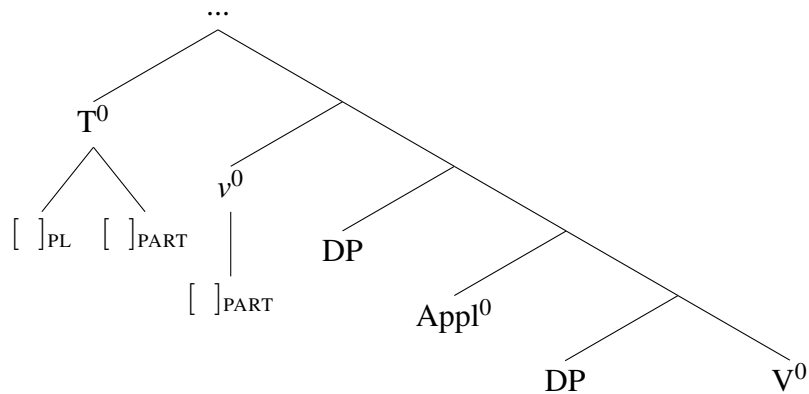 ...
T⁰
v⁰
[ ]PL [ ]PART
DP
[ ]PART
Appl⁰
DP V⁰